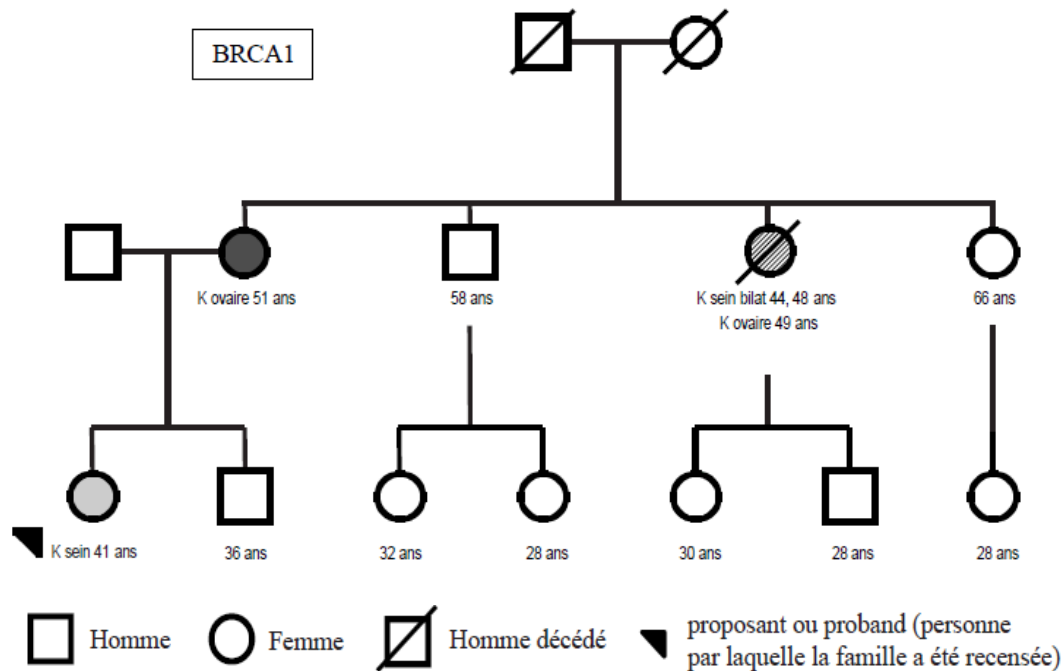 BRCA1
K ovaire 51 ans
58 ans
K sein bilat 44, 48 ans
K ovaire 49 ans
66 ans
K sein 41 ans
36 ans
32 ans
28 ans
30 ans
28 ans
28 ans
Homme
Femme
Homme décédé
proposant ou proband (personne
par laquelle la famille a été recensée)